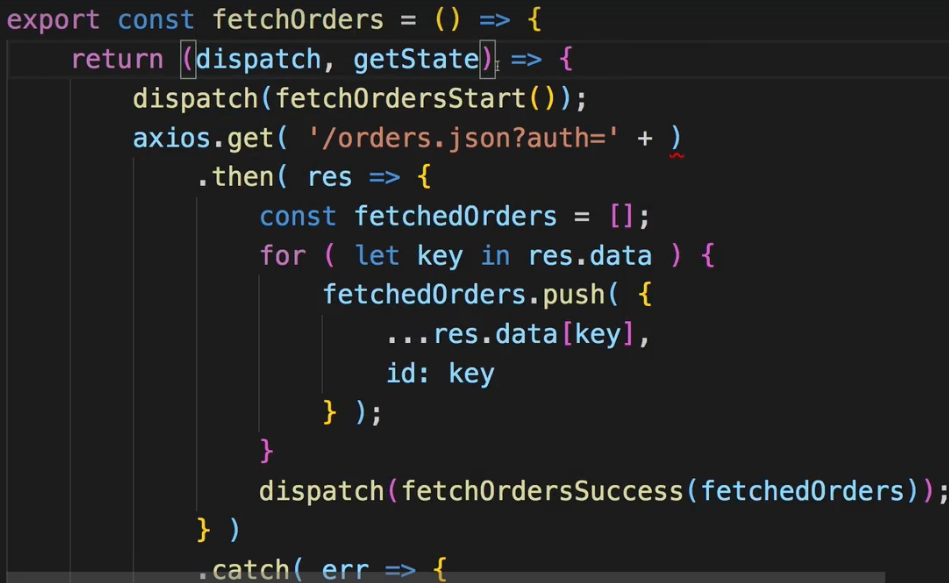 export const fetchOrders = () => {
return (dispatch, getState) => {
dispatch(fetchOrdersStart());
axios.get( '/orders.json?auth=' + )
.then( res => {
const fetchedOrders = [];
for ( let key in res.data ) {
fetchedOrders.push( {
...res.data[key],
id: key
} );
}
dispatch(fetchOrdersSuccess(fetchedOrders));
} )
.catch( err => {